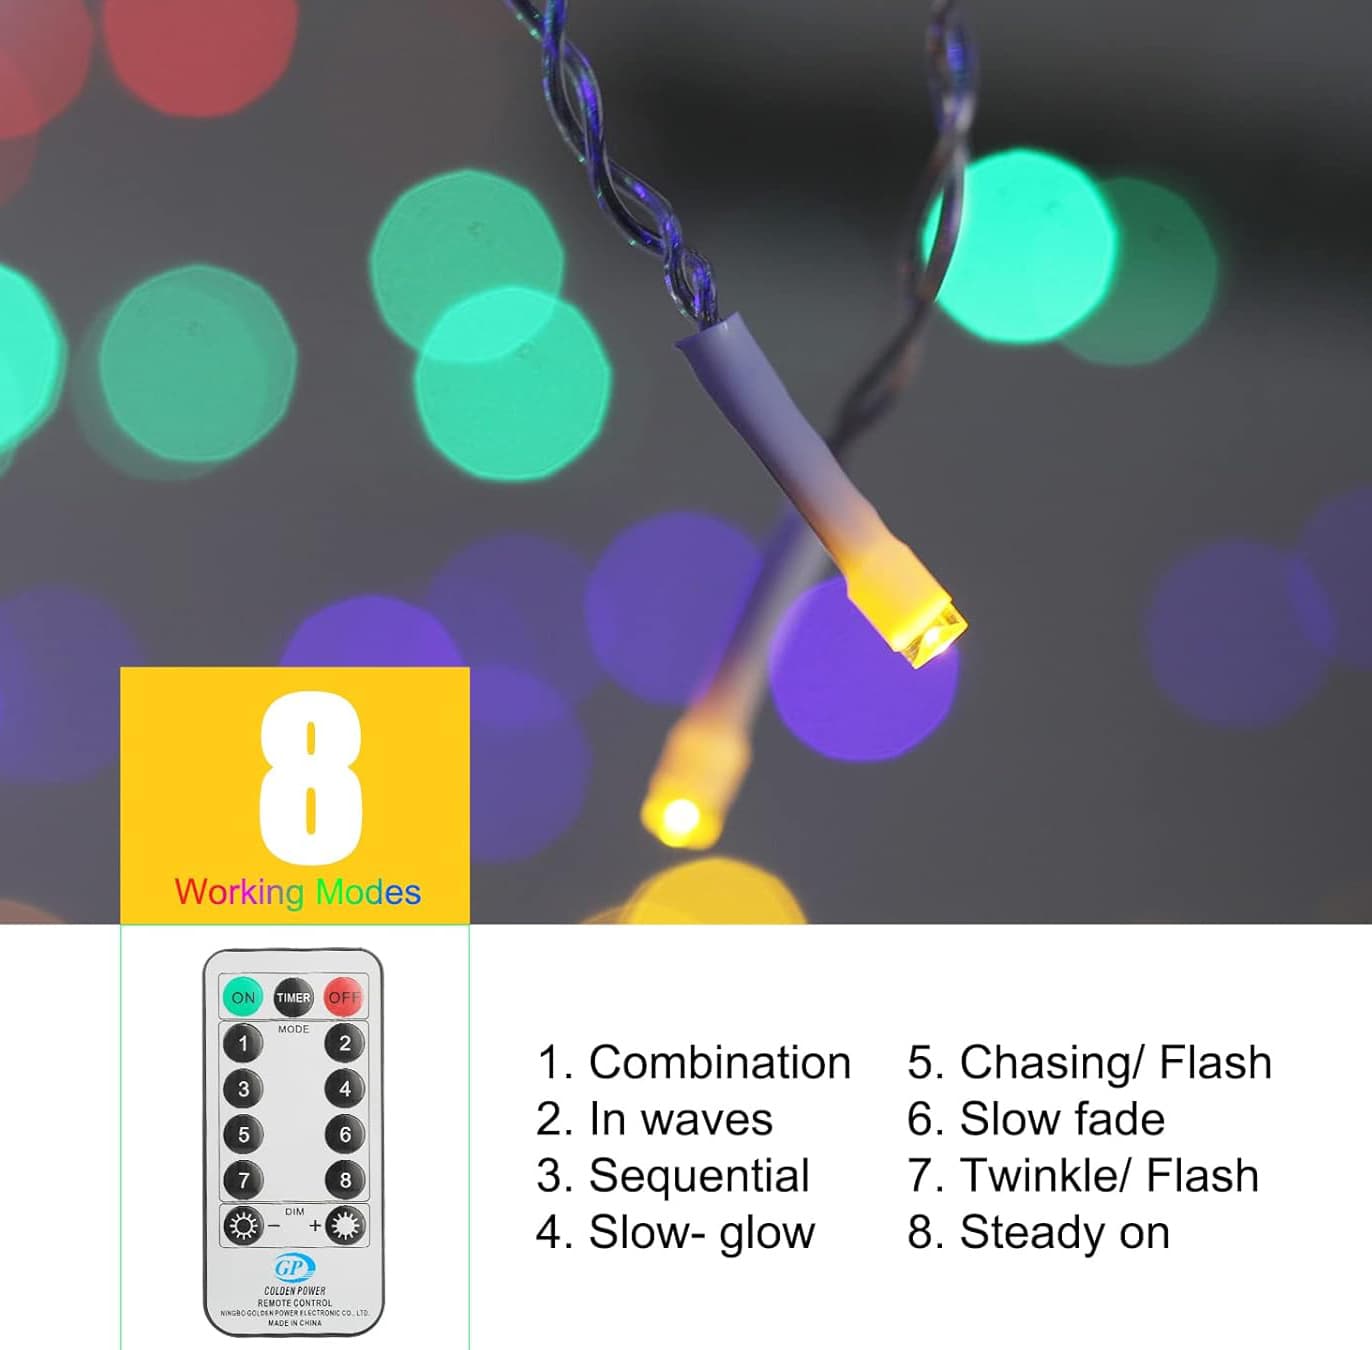 8
Working Modes
ON TIMER OFF
MODE
1 2
3 4
5 6
7 8
DIM
- +
GP
GOLDEN POWER
REMOTE CONTROL
NINGBO GOLDEN POWER ELECTRONIC CO., LTD.
MADE IN CHINA
1. Combination
2. In waves
3. Sequential
4. Slow- glow
5. Chasing/ Flash
6. Slow fade
7. Twinkle/ Flash
8. Steady on